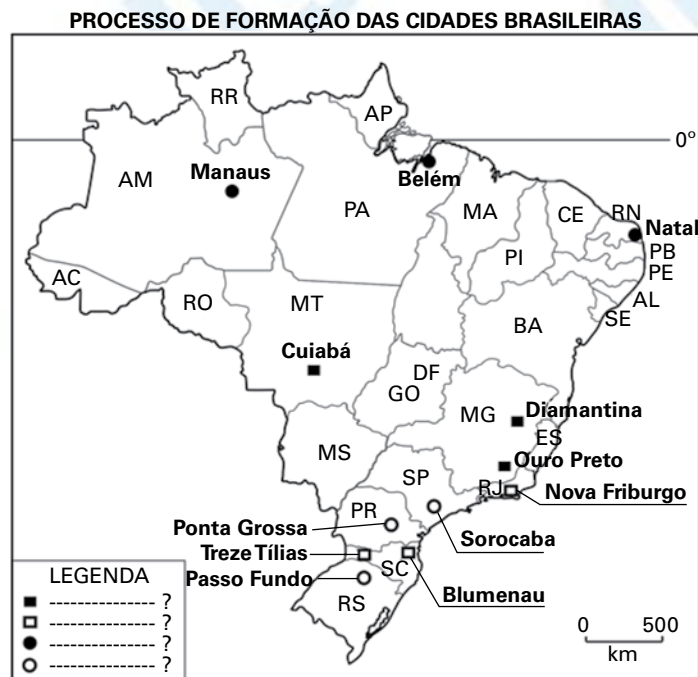 PROCESSO DE FORMAÇÃO DAS CIDADES BRASILEIRAS
RR
AP
0º
AM
Manaus
Belém
PA
MA
CE
RN
Natal
PB
PI
PE
AC
AL
RO
MT
SE
BA
Cuiabá
DF
GO
MG
Diamantina
ES
MS
Ouro Preto
SP
RJ
Nova Friburgo
PR
Ponta Grossa
Sorocaba
Treze Tílias
SC
Passo Fundo
Blumenau
RS
LEGENDA
---------------- ?
---------------- ?
---------------- ?
---------------- ?
0 500
km